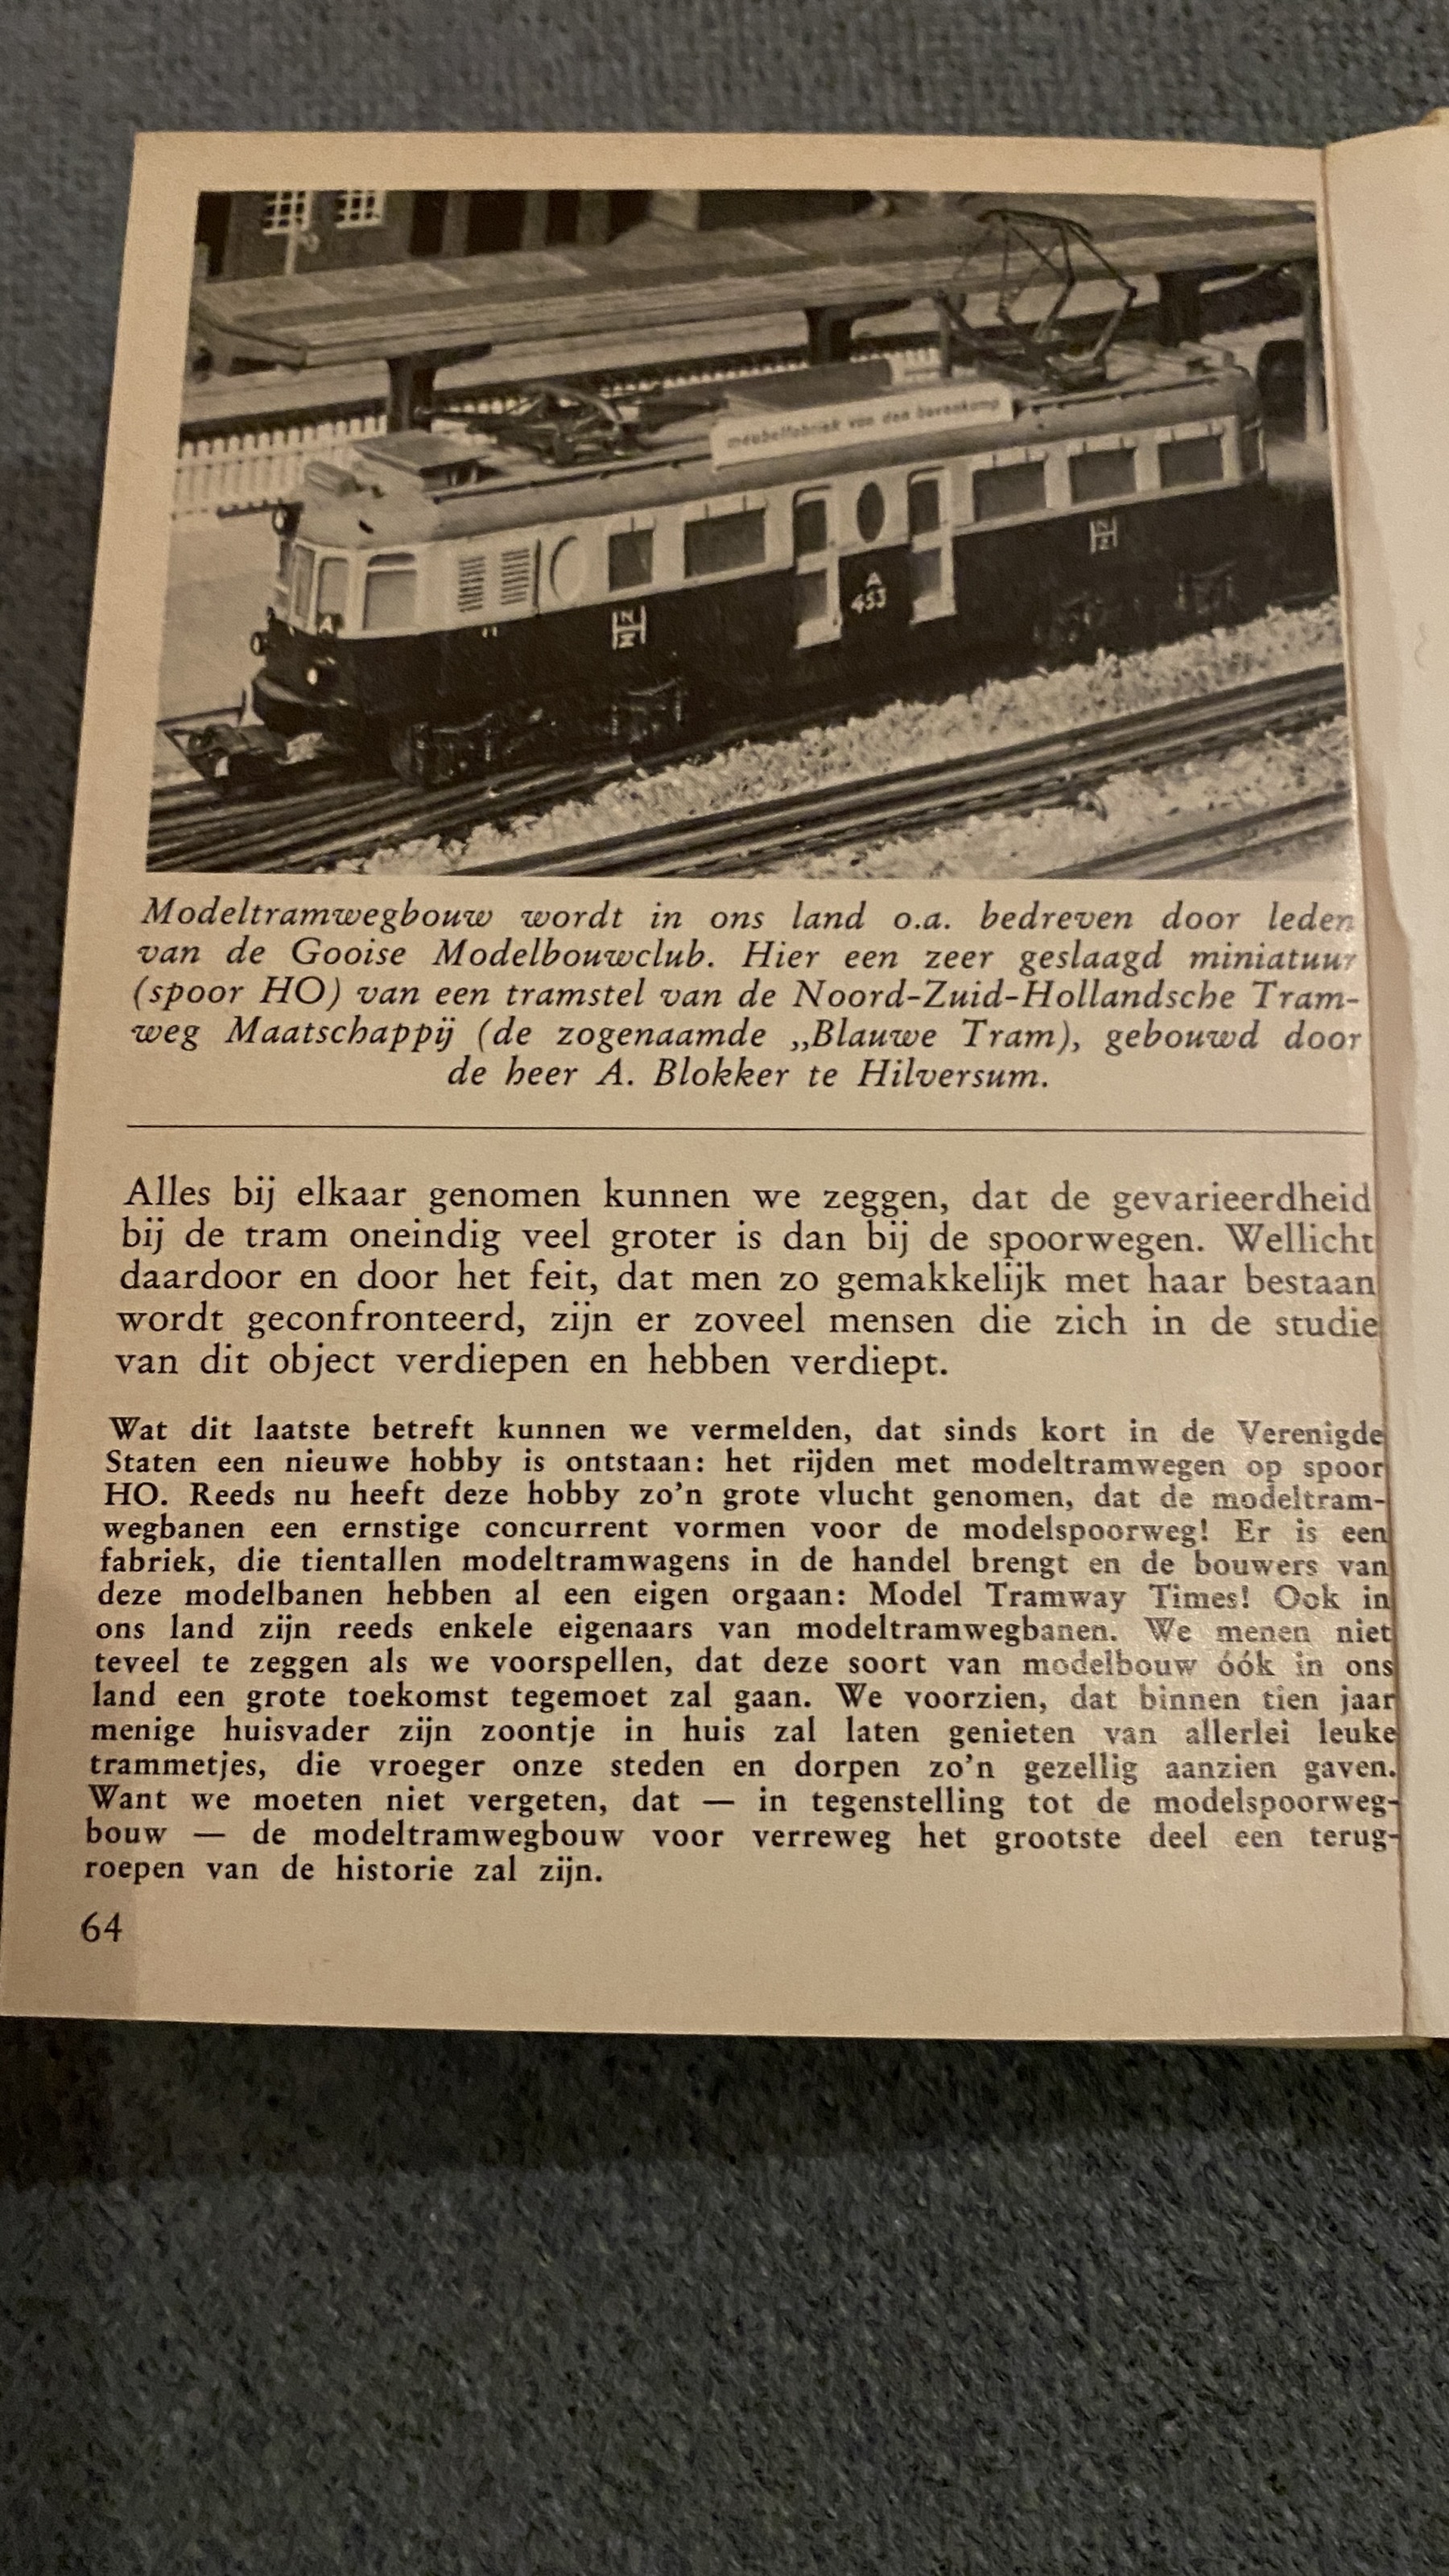 meubelfabriek van den berenkamp
N
H
Z
A
453
N
H
Z
A
Modeltramwegbouw wordt in ons land o.a. bedreven door leden
van de Gooise Modelbouwclub. Hier een zeer geslaagd miniatuur
(spoor HO) van een tramstel van de Noord-Zuid-Hollandsche Tram-
weg Maatschappij (de zogenaamde „Blauwe Tram), gebouwd door
de heer A. Blokker te Hilversum.
Alles bij elkaar genomen kunnen we zeggen, dat de gevarieerdheid
bij de tram oneindig veel groter is dan bij de spoorwegen. Wellicht
daardoor en door het feit, dat men zo gemakkelijk met haar bestaan
wordt geconfronteerd, zijn er zoveel mensen die zich in de studie
van dit object verdiepen en hebben verdiept.
Wat dit laatste betreft kunnen we vermelden, dat sinds kort in de Verenigde
Staten een nieuwe hobby is ontstaan: het rijden met modeltramwegen op spoor
HO. Reeds nu heeft deze hobby zo'n grote vlucht genomen, dat de modeltram-
wegbanen een ernstige concurrent vormen voor de modelspoorweg! Er is een
fabriek, die tientallen modeltramwagens in de handel brengt en de bouwers van
deze modelbanen hebben al een eigen orgaan: Model Tramway Times! Ook in
ons land zijn reeds enkele eigenaars van modeltramwegbanen. We menen niet
teveel te zeggen als we voorspellen, dat deze soort van modelbouw óók in ons
land een grote toekomst tegemoet zal gaan. We voorzien, dat binnen tien jaar
menige huisvader zijn zoontje in huis zal laten genieten van allerlei leuke
trammetjes, die vroeger onze steden en dorpen zo'n gezellig aanzien gaven.
Want we moeten niet vergeten, dat — in tegenstelling tot de modelspoorweg-
bouw — de modeltramwegbouw voor verreweg het grootste deel een terug-
roepen van de historie zal zijn.
64